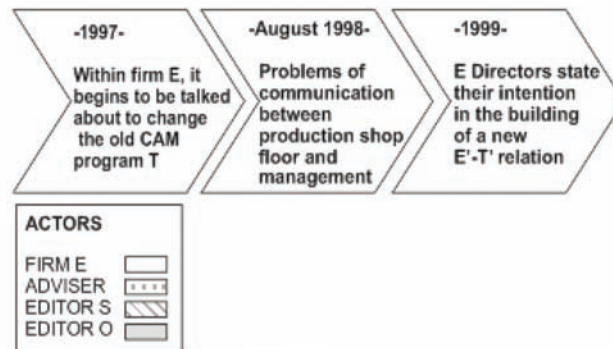 -1997-
Within firm E, it
begins to be talked
about to change
the old CAM
program T
-August 1998-
Problems of
communication
between
production shop
floor and
management
-1999-
E Directors state
their intention
in the building
of a new
E'-T' relation
ACTORS
FIRM E
ADVISER
EDITOR S
EDITOR O